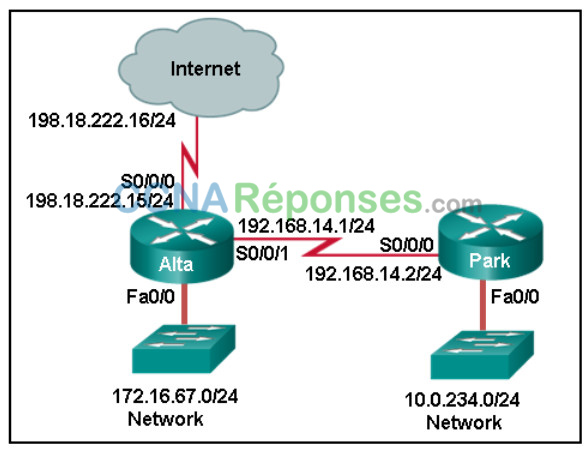 Internet
198.18.222.16/24
S0/0/0
198.18.222.15/24
CCNARéponses.com
192.168.14.1/24
S0/0/1
S0/0/0
192.168.14.2/24
Alta
Park
Fa0/0
Fa0/0
172.16.67.0/24
Network
10.0.234.0/24
Network